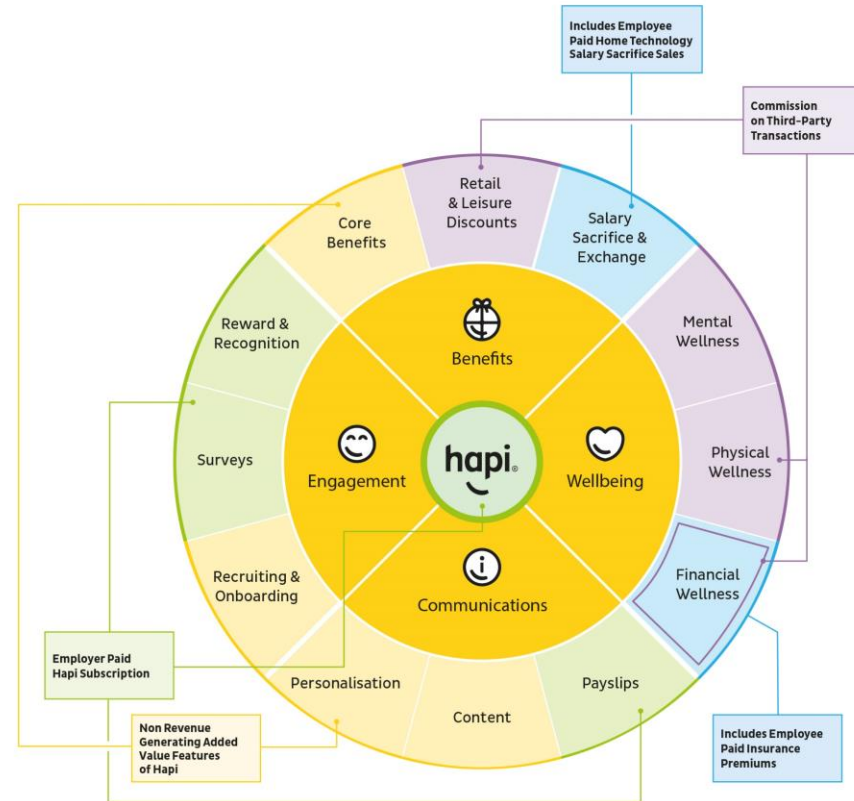 Includes Employee
Paid Home Technology
Salary Sacrifice Sales
Commission
on Third-Party
Transactions
Retail
& Leisure
Discounts
Core
Benefits
Salary
Sacrifice &
Exchange
Reward &
Recognition
Mental
Wellness
Benefits
Surveys
Engagement
hapi®
Wellbeing
Physical
Wellness
Recruiting &
Onboarding
Communications
Financial
Wellness
Employer Paid
Hapi Subscription
Personalisation
Content
Payslips
Non Revenue
Generating Added
Value Features
of Hapi
Includes Employee
Paid Insurance
Premiums